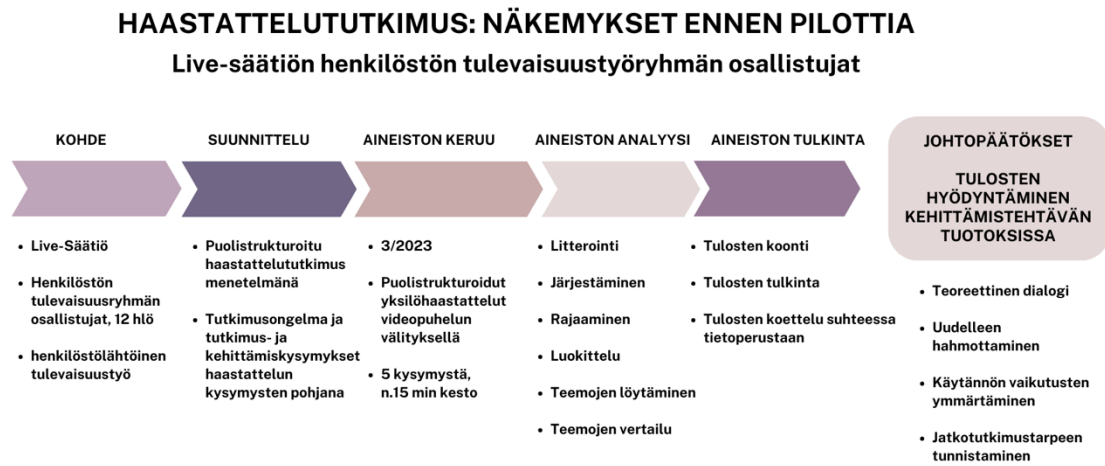 HAASTATTELUTUTKIMUS: NÄKEMYKSET ENNEN PILOTTIA
Live-säätiön henkilöstön tulevaisuustyöryhmän osallistujat
KOHDE
• Live-Säätiö
• Henkilöstön
tulevaisuusryhmän
osallistujat, 12 hlö
• henkilöstölähtöinen
tulevaisuustyö
SUUNNITTELU
• Puolistrukturoitu
haastattelututkimus
menetelmänä
• Tutkimusongelma ja
tutkimus- ja
kehittämiskysymykset
haastattelun
kysymysten pohjana
AINEISTON KERUU
• 3/2023
• Puolistrukturoidut
yksilöhaastattelut
videopuhelun
välityksellä
• 5 kysymystä,
n.15 min kesto
AINEISTON ANALYYSI
• Litterointi
• Järjestäminen
• Rajaaminen
• Luokittelu
• Teemojen löytäminen
• Teemojen vertailu
AINEISTON TULKINTA
• Tulosten koonti
• Tulosten tulkinta
• Tulosten koettelu suhteessa
tietoperustaan
JOHTOPÄÄTÖKSET
TULOSTEN
HYÖDYNTÄMINEN
KEHITTÄMISTEHTÄVÄN
TUOTOKSISSA
• Teoreettinen dialogi
• Uudelleen
hahmottaminen
• Käytännön vaikutusten
ymmärtäminen
• Jatkotutkimustarpeen
tunnistaminen